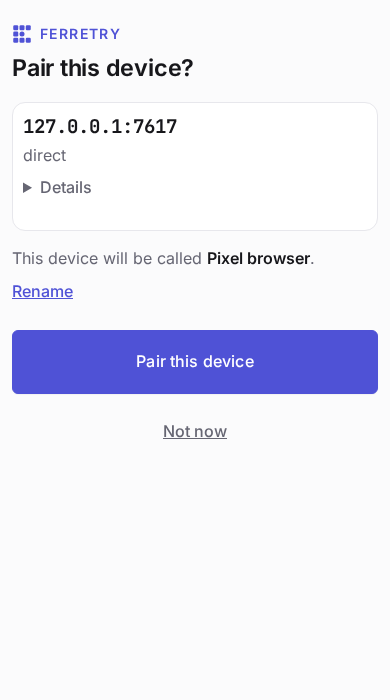 FERRETRY
Pair this device?
127.0.0.1:7617
direct
Details
This device will be called Pixel browser.
Rename
Pair this device
Not now